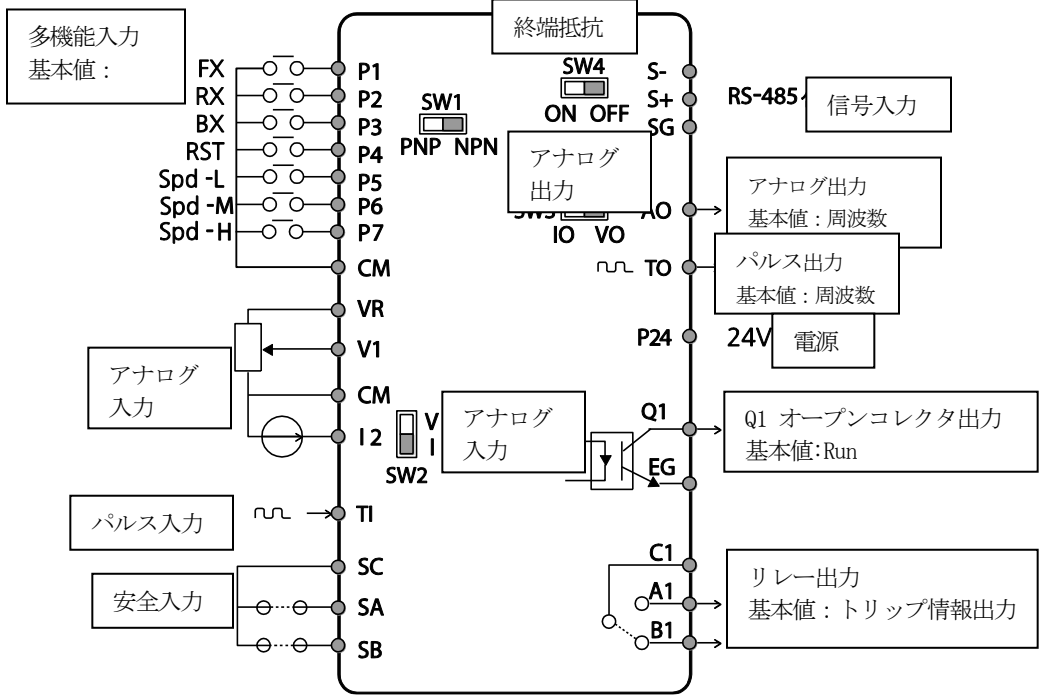 多機能入力
基本値：
FX
RX
BX
RST
Spd -L
Spd -M
Spd -H
P1
P2
P3
P4
P5
P6
P7
CM
VR
V1
CM
I2
TI
SC
SA
SB
アナログ
入力
パルス入力
安全入力
終端抵抗
SW4
ON OFF
SW1
PNP NPN
アナログ
出力
IO VO
SW2
V
I
アナログ
入力
S-
S+
SG
AO
TO
P24
Q1
EG
C1
A1
B1
RS-485
信号入力
アナログ出力
基本値：周波数
パルス出力
基本値：周波数
24V
電源
Q1 オープンコレクタ出力
基本値:Run
リレー出力
基本値：トリップ情報出力